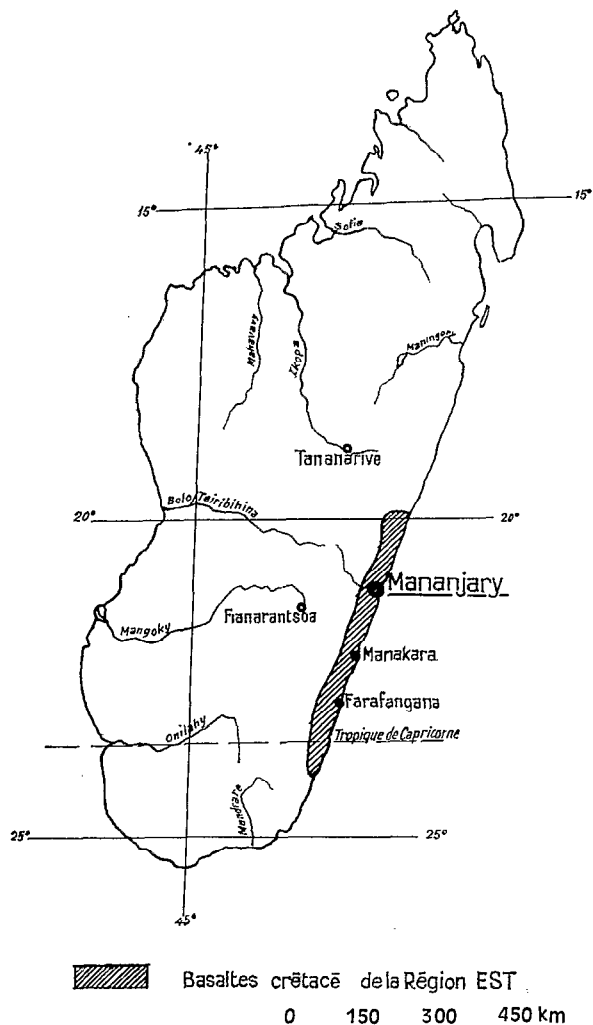 45°
15° 15°
Sofia
Mahavavy
Ikopa
Maningory
Tananarive
Bolo Tsiribihina
20° 20°
Mananjary
Fianarantsoa
Mangoky
Manakara
Farafangana
Onilahy
Tropique de Capricorne
Mandrare
25° 25°
45°
Basaltes crētacē de la Région EST
0 150 300 450 km